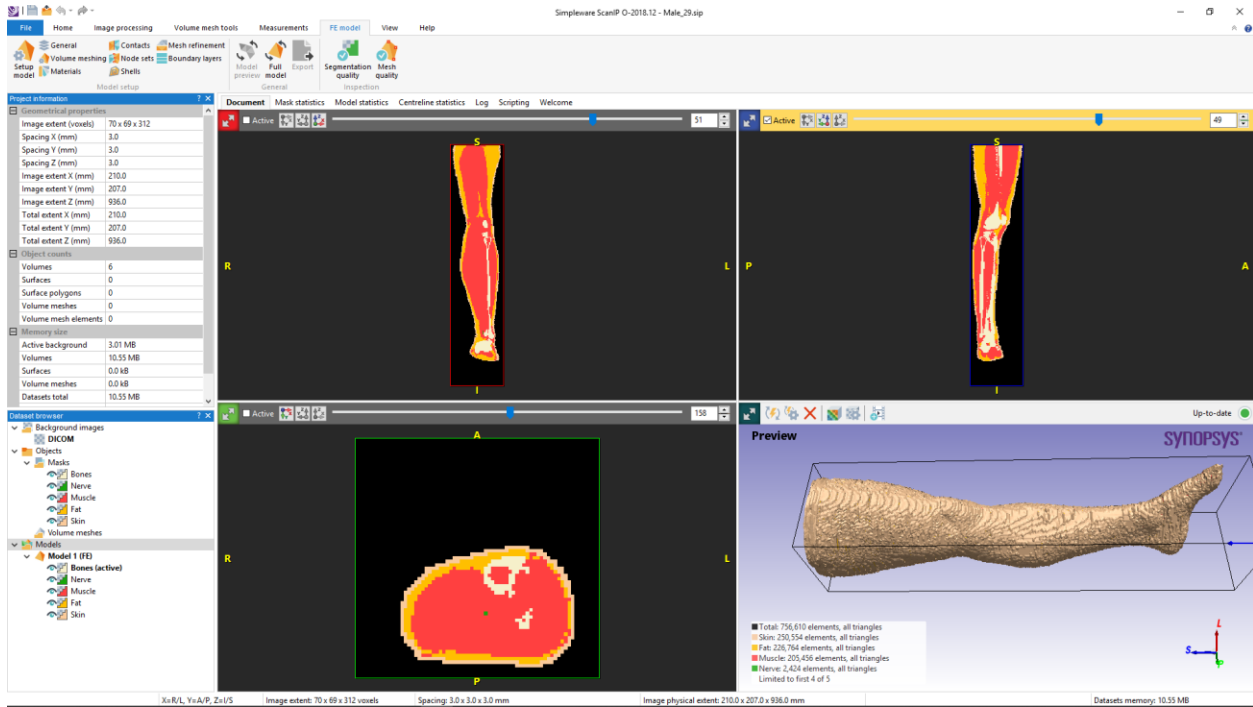 Simpleware ScanIP O-2018.12 - Male_29.sip
File Home Image processing Volume mesh tools Measurements FE model View Help
Setup model
General
Volume meshing
Materials
Contacts
Node sets
Shells
Mesh refinement
Boundary layers
Model setup
Model preview
Full model
Export
General
Segmentation quality
Mesh quality
Inspection
Project information ? X
Geometrical properties
Image extent (voxels) 70 x 69 x 312
Spacing X (mm) 3.0
Spacing Y (mm) 3.0
Spacing Z (mm) 3.0
Image extent X (mm) 210.0
Image extent Y (mm) 207.0
Image extent Z (mm) 936.0
Total extent X (mm) 210.0
Total extent Y (mm) 207.0
Total extent Z (mm) 936.0
Object counts
Volumes 6
Surfaces 0
Surface polygons 0
Volume meshes 0
Volume mesh elements 0
Memory size
Active background 3.01 MB
Volumes 10.55 MB
Surfaces 0.0 kB
Volume meshes 0.0 kB
Datasets total 10.55 MB
Dataset browser ? X
Background images
DICOM
Objects
Masks
Bones
Nerve
Muscle
Fat
Skin
Volume meshes
Models
Model 1 (FE)
Bones (active)
Nerve
Muscle
Fat
Skin
Document Mask statistics Model statistics Centreline statistics Log Scripting Welcome
Active 51
S
R L
I
Active 49
S
P A
I
Active 158
A
R L
P
Up-to-date
Preview
SYNOPSYS
Total: 756,610 elements, all triangles
Skin: 250,554 elements, all triangles
Fat: 226,764 elements, all triangles
Muscle: 205,456 elements, all triangles
Nerve: 2,424 elements, all triangles
Limited to first 4 of 5
L
S
P
X=R/L, Y=A/P, Z=I/S Image extent: 70 x 69 x 312 voxels Spacing: 3.0 x 3.0 x 3.0 mm Image physical extent: 210.0 x 207.0 x 936.0 mm Datasets memory: 10.55 MB